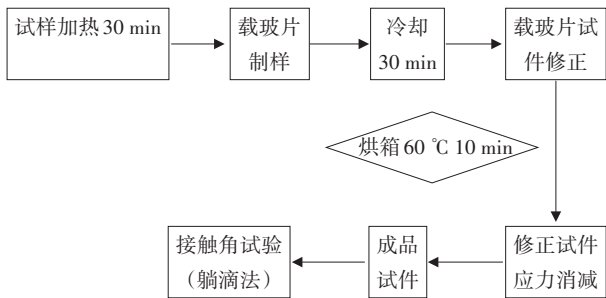 试样加热 30 min
载玻片
制样
冷却
30 min
载玻片试
件修正
烘箱 60 ℃ 10 min
修正试件
应力消减
成品
试件
接触角试验
（躺滴法）